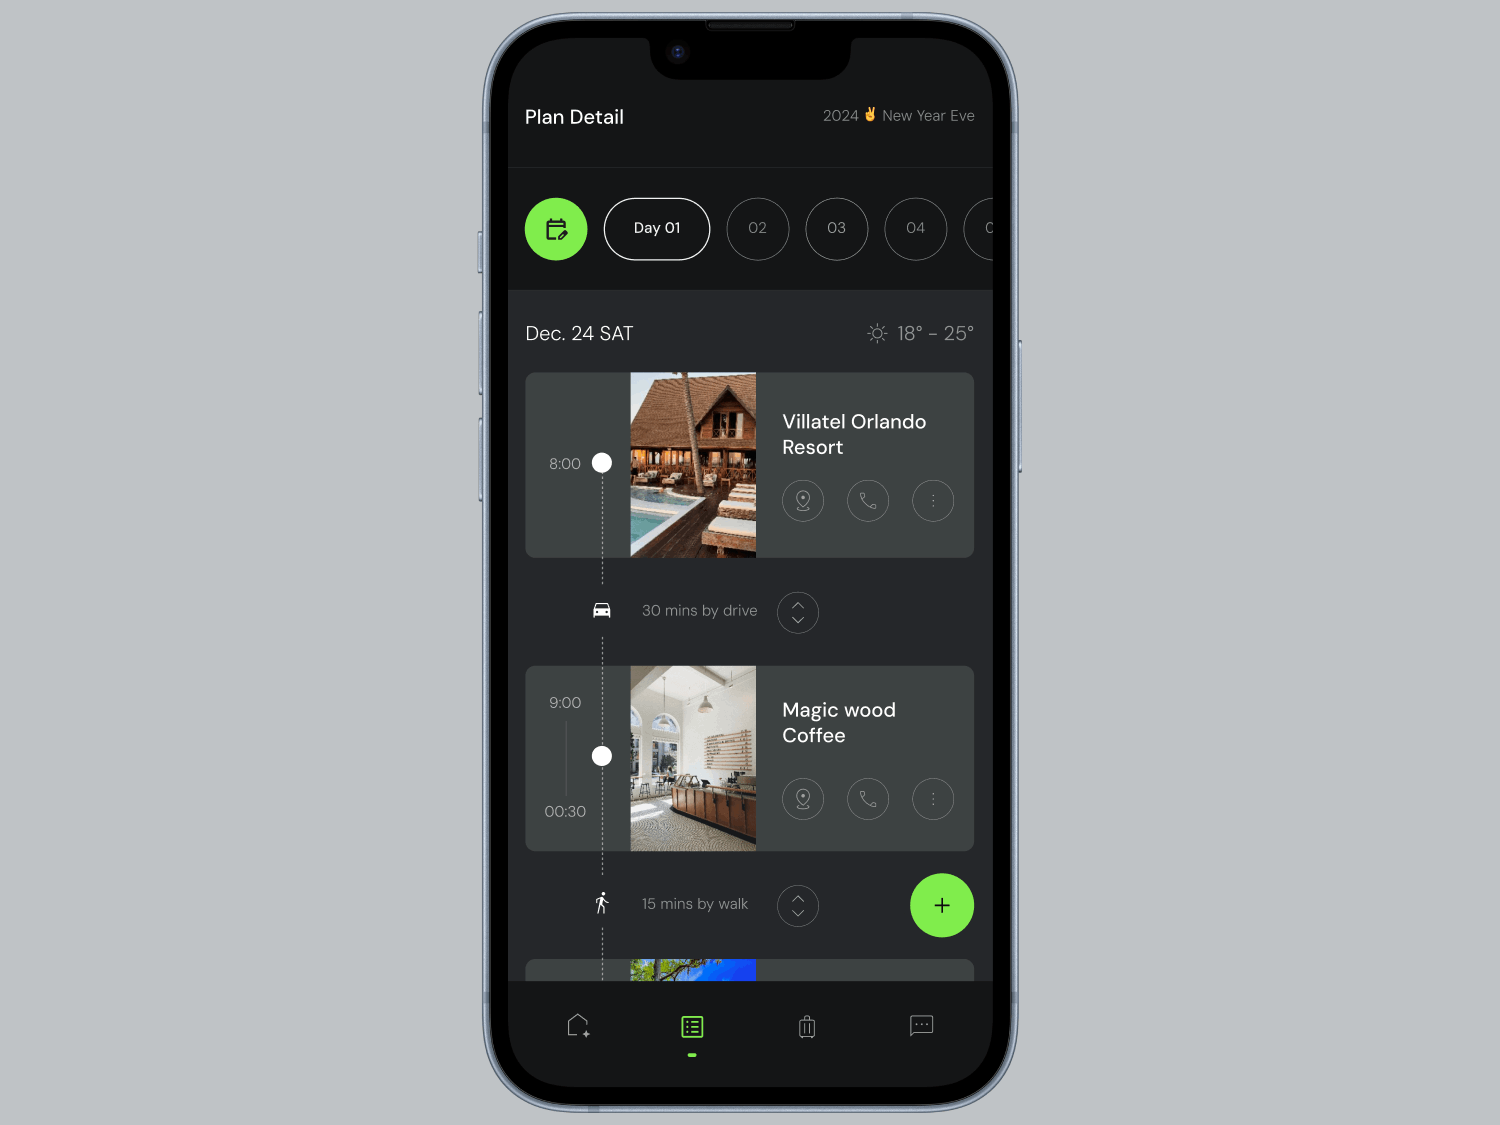 Plan Detail
2024 ✌️ New Year Eve
Day 01
02
03
04
Dec. 24 SAT
18° - 25°
8:00
Villatel Orlando
Resort
30 mins by drive
9:00
00:30
Magic wood
Coffee
15 mins by walk